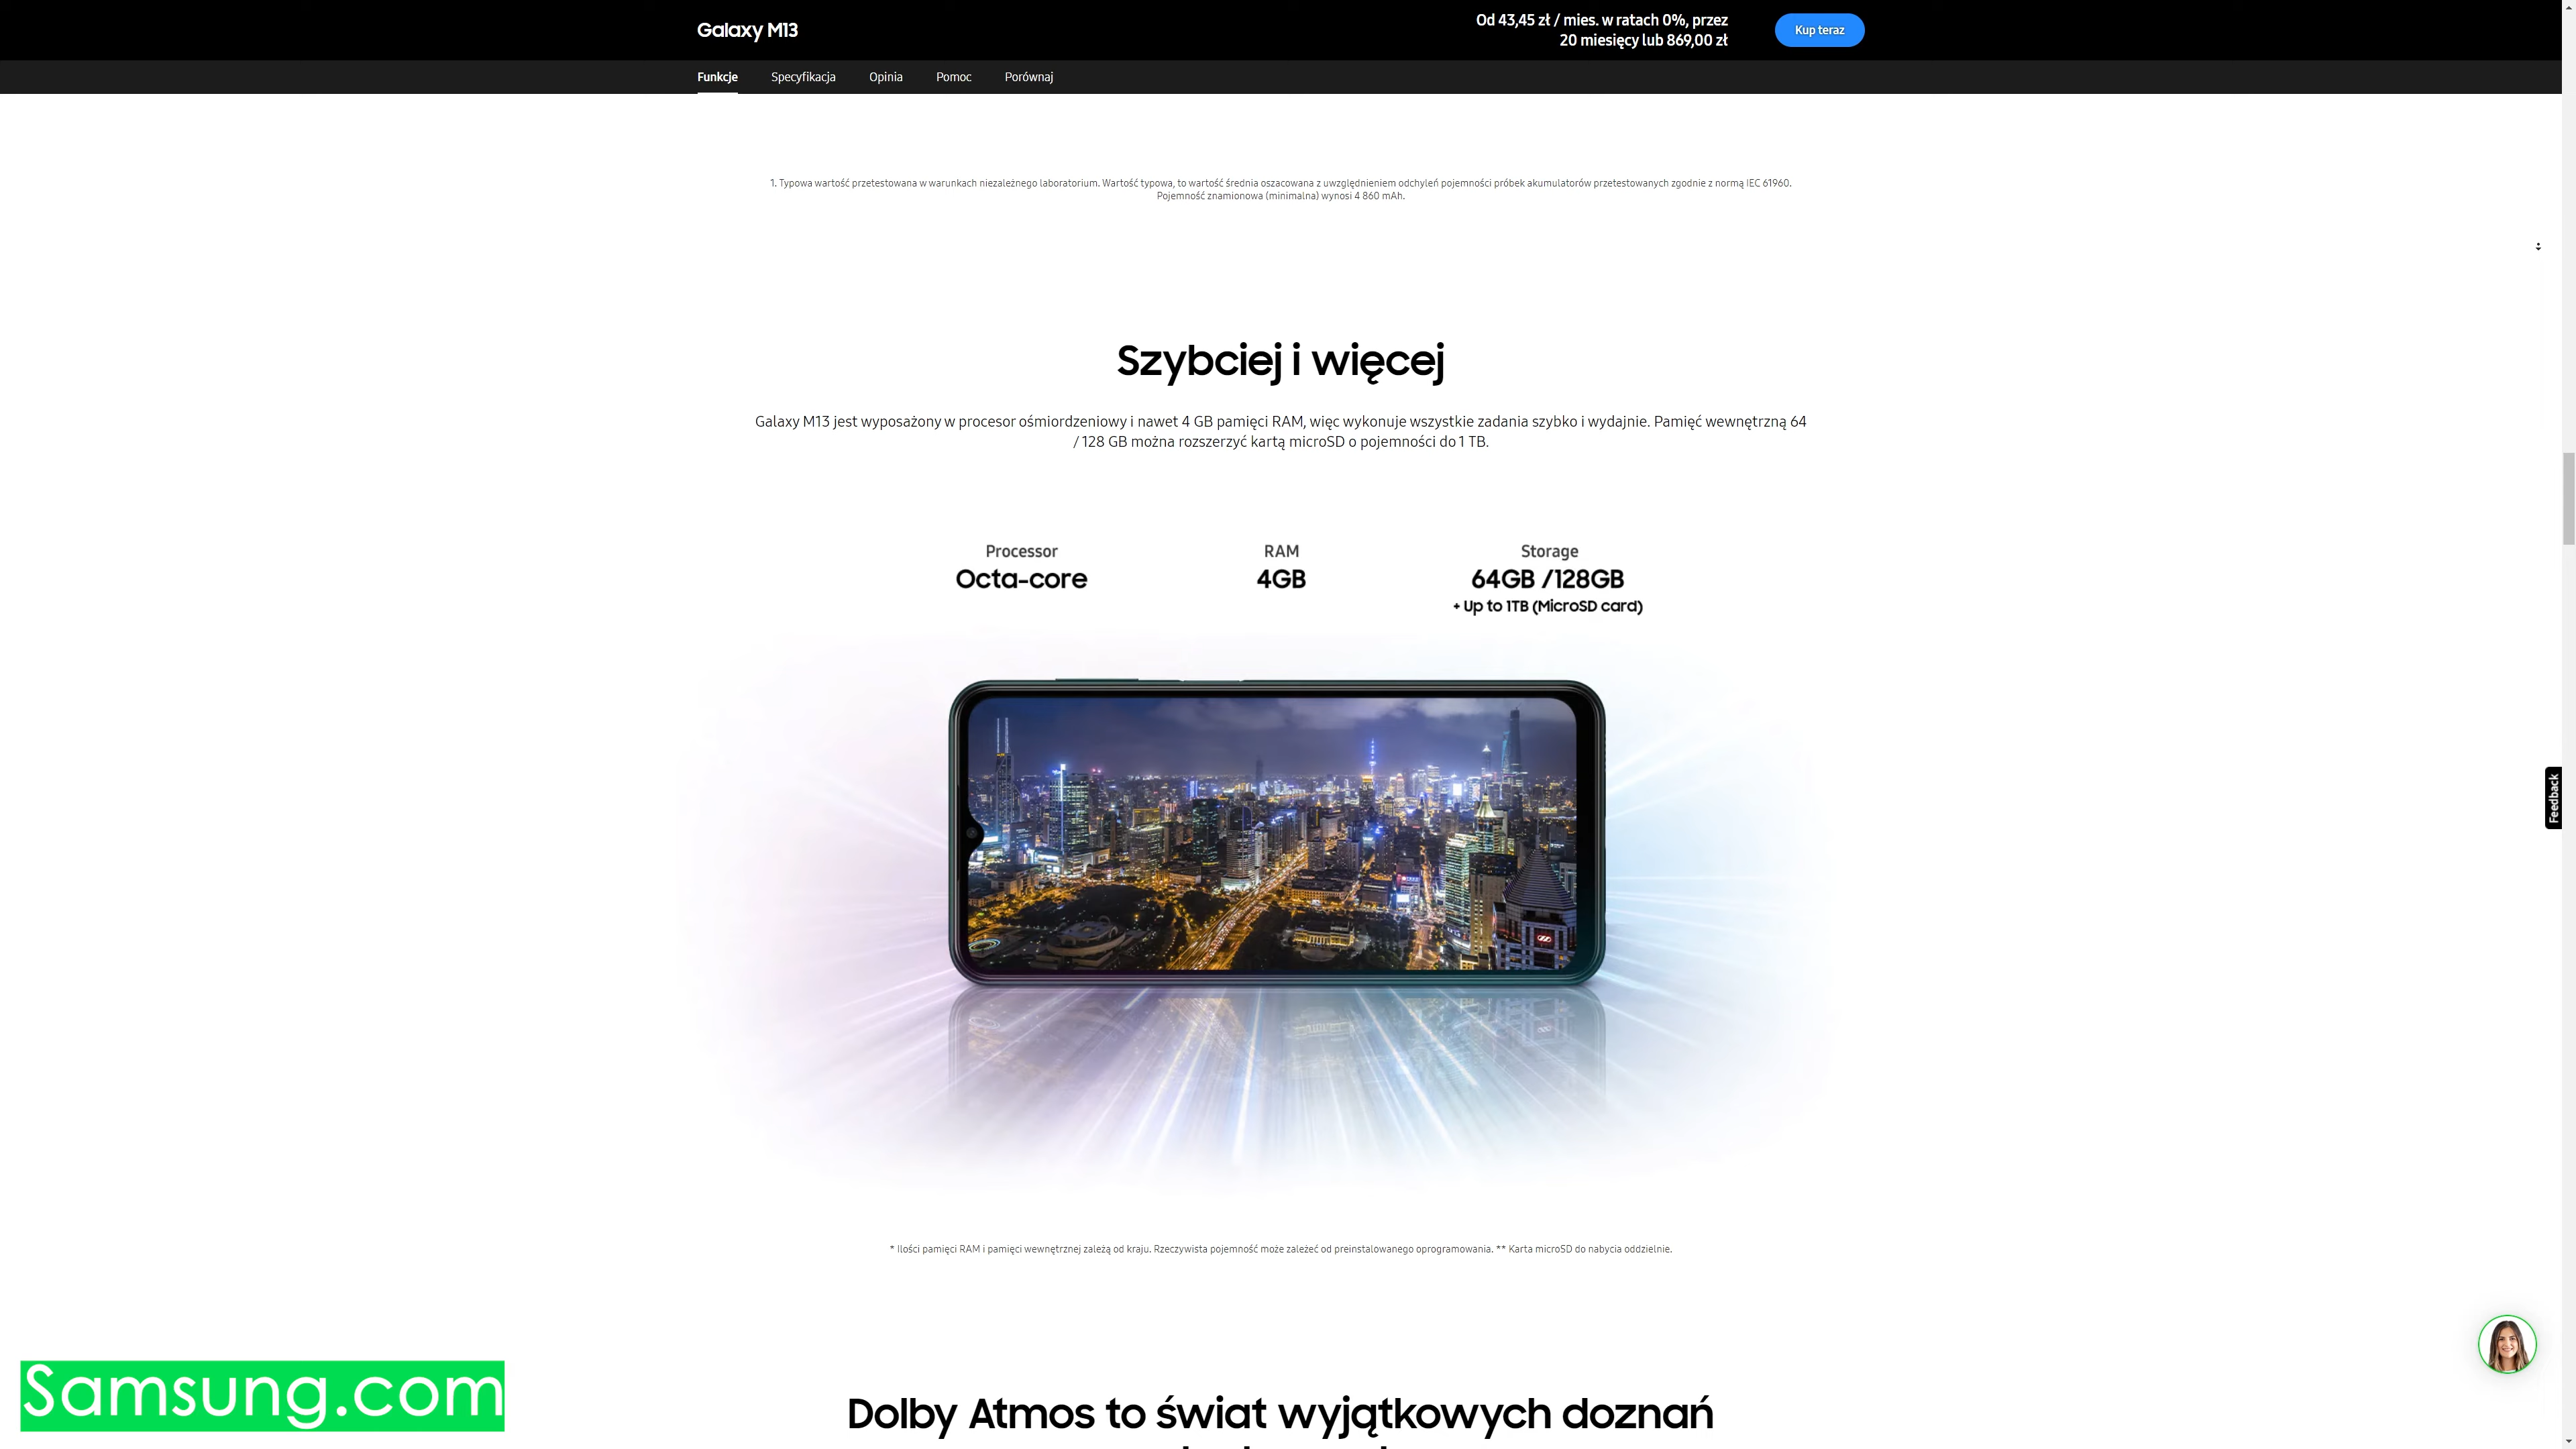 Galaxy M13
Od 43,45 zł / mies. w ratach 0%, przez
20 miesięcy lub 869,00 zł
Kup teraz
Funkcje Specyfikacja Opinia Pomoc Porównaj
1. Typowa wartość przetestowana w warunkach niezależnego laboratorium. Wartość typowa, to wartość średnia oszacowana z uwzględnieniem odchyleń pojemności próbek akumulatorów przetestowanych zgodnie z normą IEC 61960.
Pojemność znamionowa (minimalna) wynosi 4 860 mAh.
Szybciej i więcej
Galaxy M13 jest wyposażony w procesor ośmiordzeniowy i nawet 4 GB pamięci RAM, więc wykonuje wszystkie zadania szybko i wydajnie. Pamięć wewnętrzną 64
/ 128 GB można rozszerzyć kartą microSD o pojemności do 1 TB.
Processor RAM Storage
Octa-core 4GB 64GB /128GB
+ Up to 1TB (MicroSD card)
Feedback
* Ilości pamięci RAM i pamięci wewnętrznej zależą od kraju. Rzeczywista pojemność może zależeć od preinstalowanego oprogramowania. ** Karta microSD do nabycia oddzielnie.
Samsung.com
Dolby Atmos to świat wyjątkowych doznań